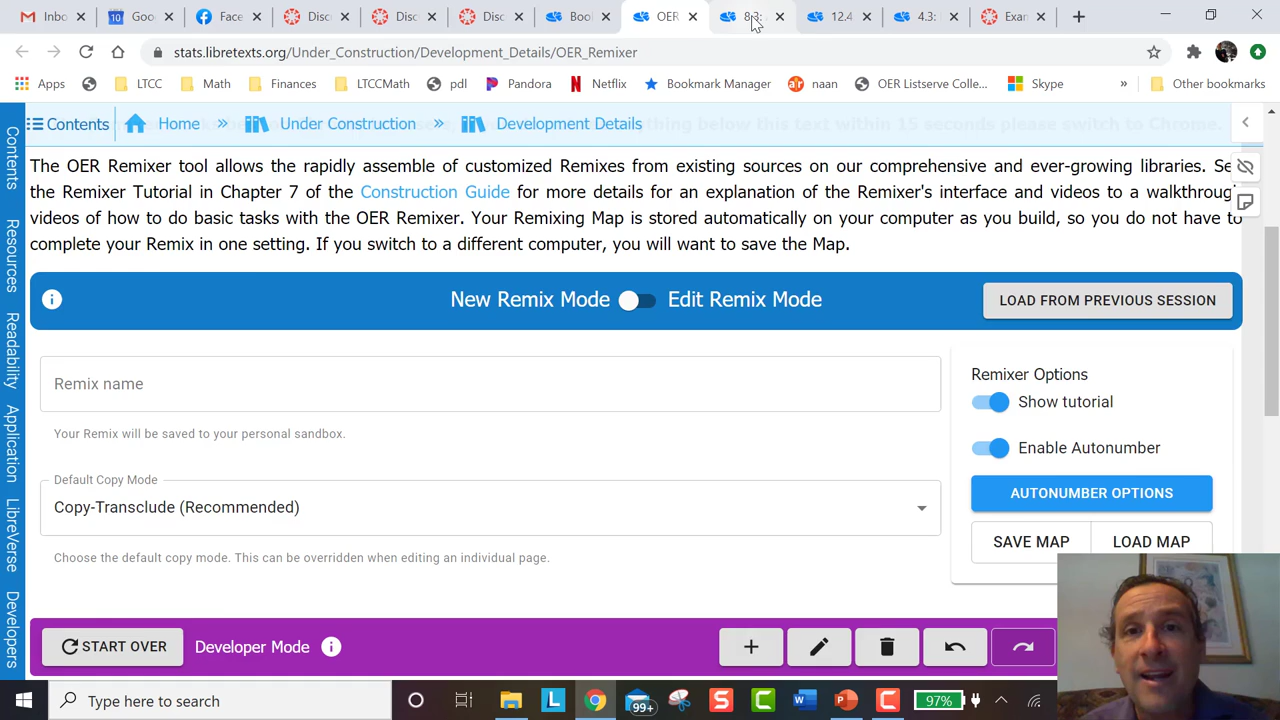 Inbo
Goo
10
Face
Disc
Disc
Disc
Bool
OER
8.3:
12.4
4.3:
Exan
stats.libretexts.org/Under_Construction/Development_Details/OER_Remixer
Apps
LTCC
Math
Finances
LTCCMath
pdl
Pandora
Netflix
Bookmark Manager
naan
OER Listserve Colle...
Skype
»
Other bookmarks
Contents
Home » Under Construction » Development Details
Contents
Resources
Readability
Application
LibreVerse
Developers
The OER Remixer tool allows the rapidly assemble of customized Remixes from existing sources on our comprehensive and ever-growing libraries. Se
the Remixer Tutorial in Chapter 7 of the Construction Guide for more details for an explanation of the Remixer's interface and videos to a walkthroug
videos of how to do basic tasks with the OER Remixer. Your Remixing Map is stored automatically on your computer as you build, so you do not have to
complete your Remix in one setting. If you switch to a different computer, you will want to save the Map.
New Remix Mode
Edit Remix Mode
LOAD FROM PREVIOUS SESSION
Remix name
Your Remix will be saved to your personal sandbox.
Default Copy Mode
Copy-Transclude (Recommended)
Choose the default copy mode. This can be overridden when editing an individual page.
Remixer Options
Show tutorial
Enable Autonumber
AUTONUMBER OPTIONS
SAVE MAP
LOAD MAP
START OVER
Developer Mode
Type here to search
99+
97%